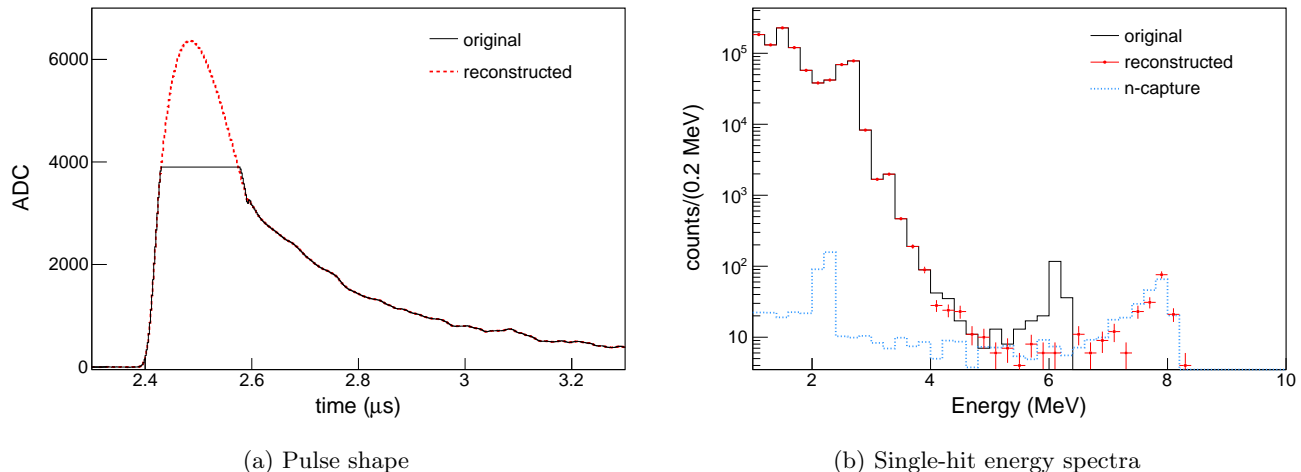 6000
4000
2000
0
ADC
original
reconstructed
2.4 2.6 2.8 3 3.2
time (μs)
(a) Pulse shape
10⁵
10⁴
10³
10²
10
counts/(0.2 MeV)
original
reconstructed
n-capture
2 4 6 8 10
Energy (MeV)
(b) Single-hit energy spectra